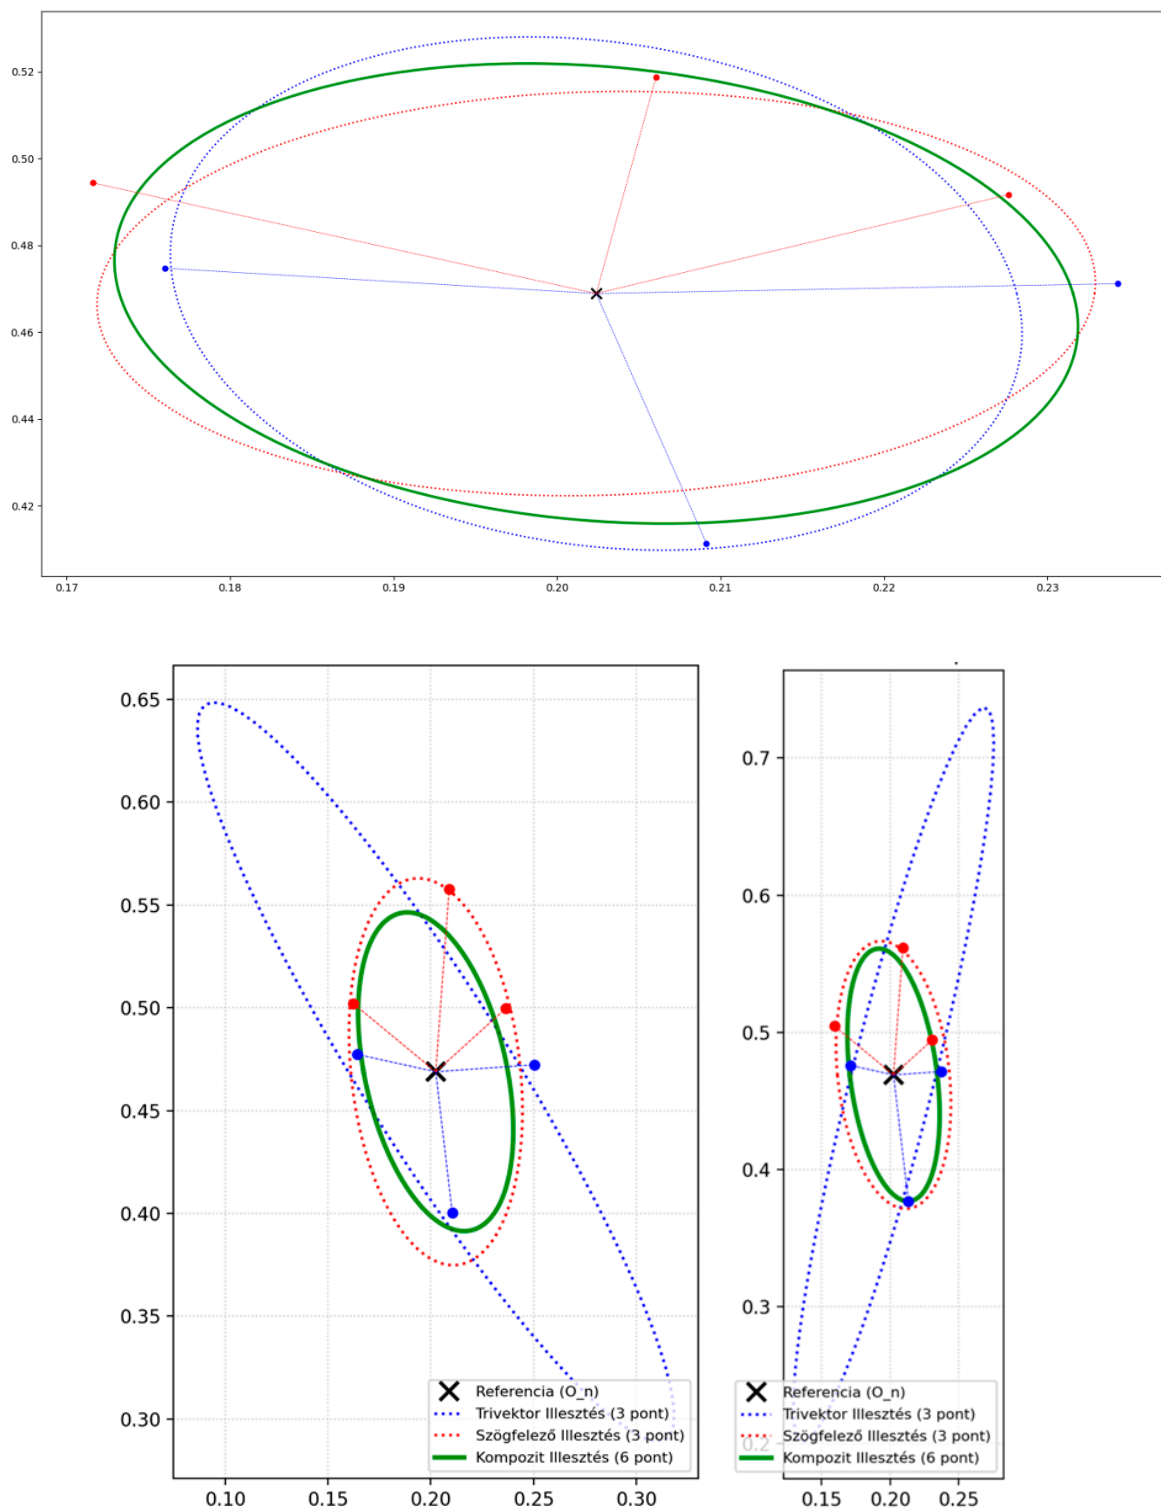 0.52
0.50
0.48
0.46
0.44
0.42
0.17 0.18 0.19 0.20 0.21 0.22 0.23
0.65
0.60
0.55
0.50
0.45
0.40
0.35
0.30
Referencia (O_n)
Trivektor Illesztés (3 pont)
Szögfelező Illesztés (3 pont)
Kompozit Illesztés (6 pont)
0.10 0.15 0.20 0.25 0.30
0.7
0.6
0.5
0.4
0.3
0.2
Referencia (O_n)
Trivektor Illesztés (3 pont)
Szögfelező Illesztés (3 pont)
Kompozit Illesztés (6 pont)
0.15 0.20 0.25